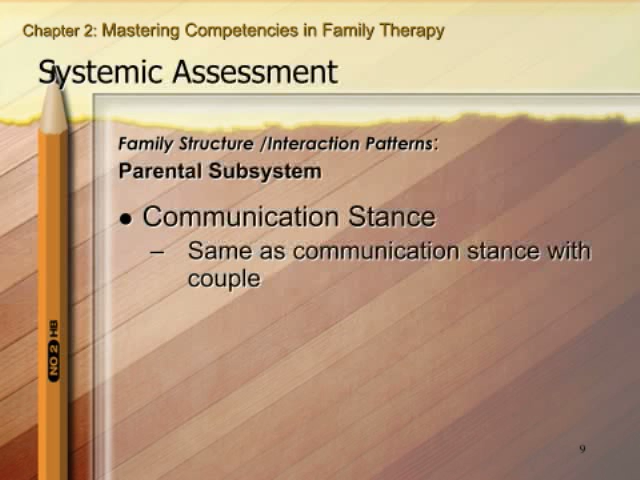 Chapter 2: Mastering Competencies in Family Therapy
Systemic Assessment
Family Structure /Interaction Patterns:
Parental Subsystem
● Communication Stance
– Same as communication stance with
couple
NO 2 HB
9